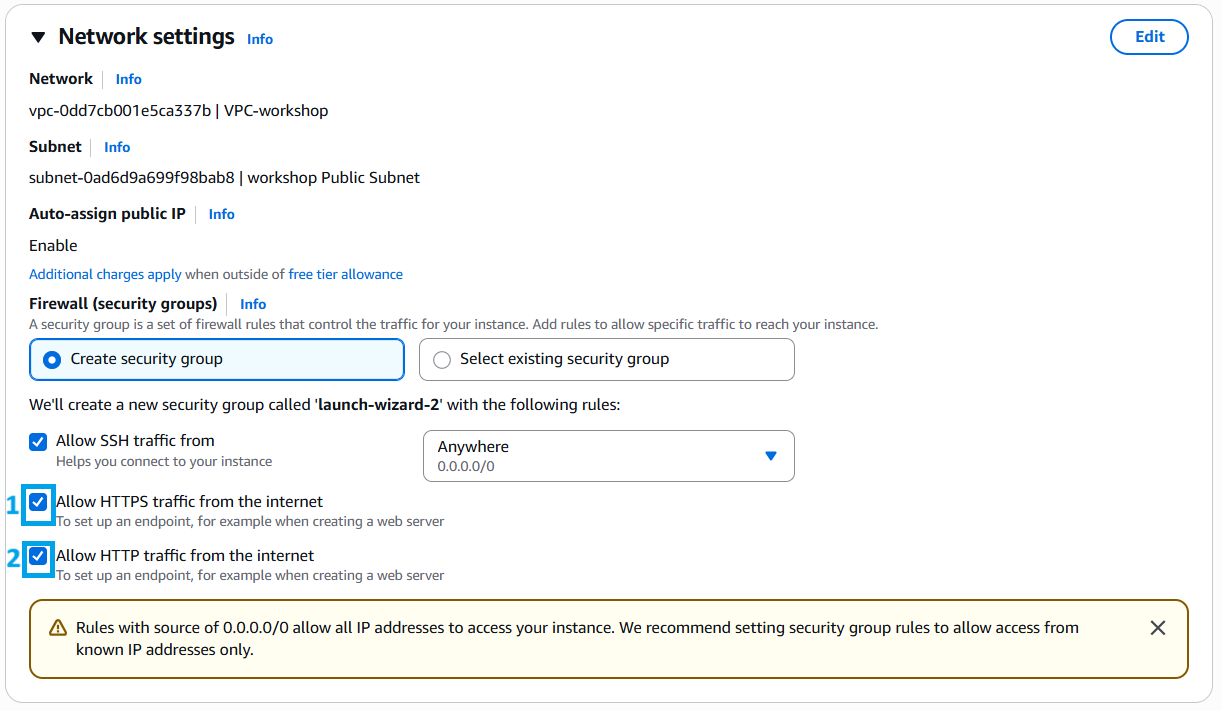 Network settings Info
Edit
Network Info
vpc-0dd7cb001e5ca337b | VPC-workshop
Subnet Info
subnet-0ad6d9a699f98bab8 | workshop Public Subnet
Auto-assign public IP Info
Enable
Additional charges apply when outside of free tier allowance
Firewall (security groups) Info
A security group is a set of firewall rules that control the traffic for your instance. Add rules to allow specific traffic to reach your instance.
Create security group
Select existing security group
We'll create a new security group called 'launch-wizard-2' with the following rules:
Allow SSH traffic from
Helps you connect to your instance
Anywhere
0.0.0.0/0
1
Allow HTTPS traffic from the internet
To set up an endpoint, for example when creating a web server
2
Allow HTTP traffic from the internet
To set up an endpoint, for example when creating a web server
Rules with source of 0.0.0.0/0 allow all IP addresses to access your instance. We recommend setting security group rules to allow access from
known IP addresses only.